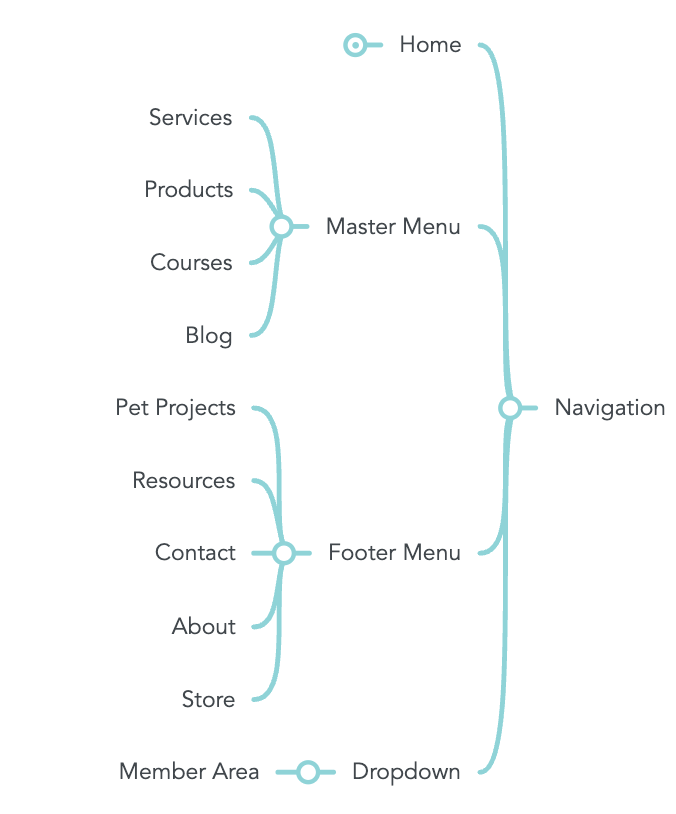 Home
Services
Products
Master Menu
Courses
Blog
Pet Projects
Navigation
Resources
Contact
Footer Menu
About
Store
Member Area
Dropdown